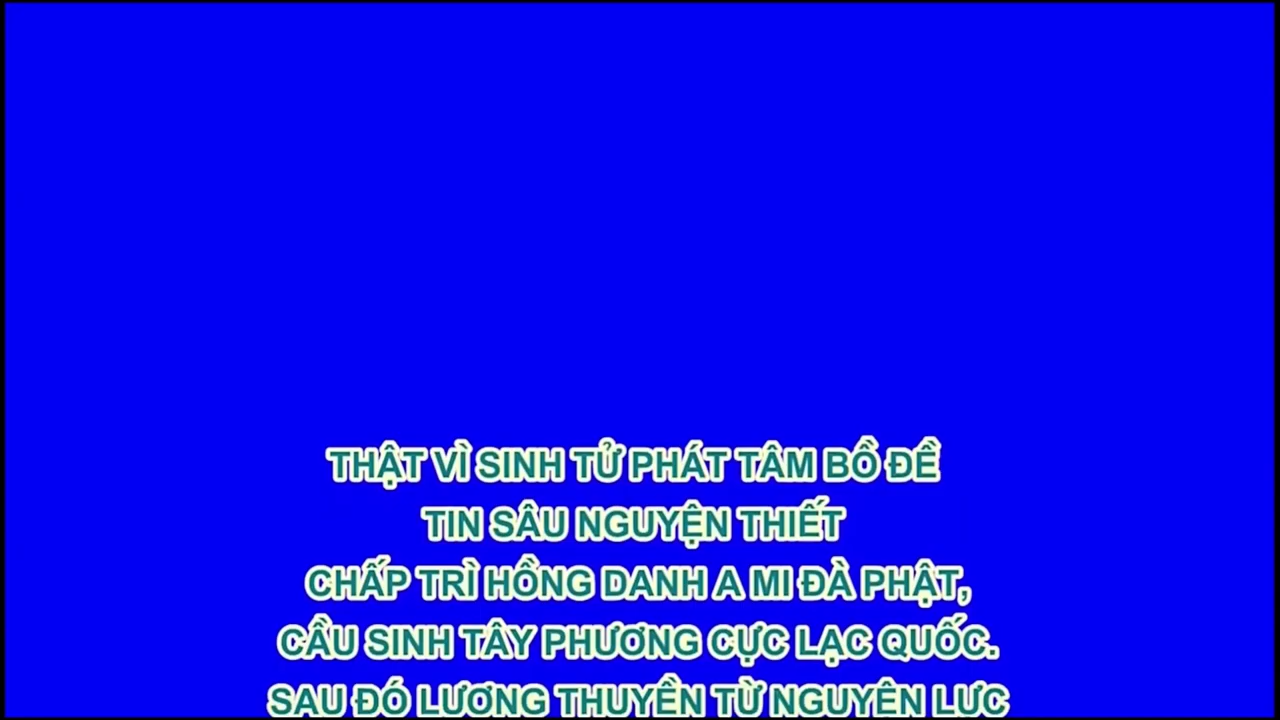 THẬT VÌ SINH TỬ PHÁT TÂM BỒ ĐỀ
TIN SÂU NGUYỆN THIẾT
CHẤP TRÌ HỒNG DANH A MI ĐÀ PHẬT,
CẦU SINH TÂY PHƯƠNG CỰC LẠC QUỐC.
SAU ĐÓ LƯƠNG THUYỀN TỪ NGUYỆN LỰC